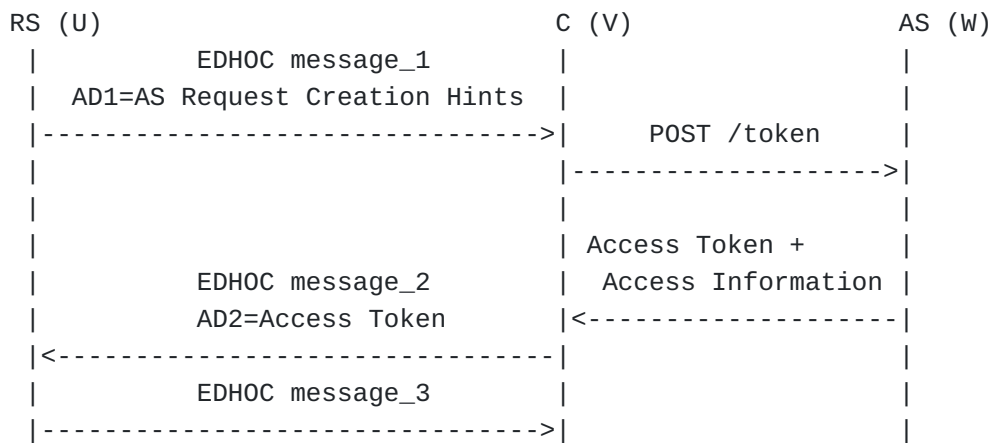 RS (U) C (V) AS (W)
EDHOC message_1
AD1=AS Request Creation Hints
POST /token
Access Token +
EDHOC message_2 Access Information
AD2=Access Token
EDHOC message_3